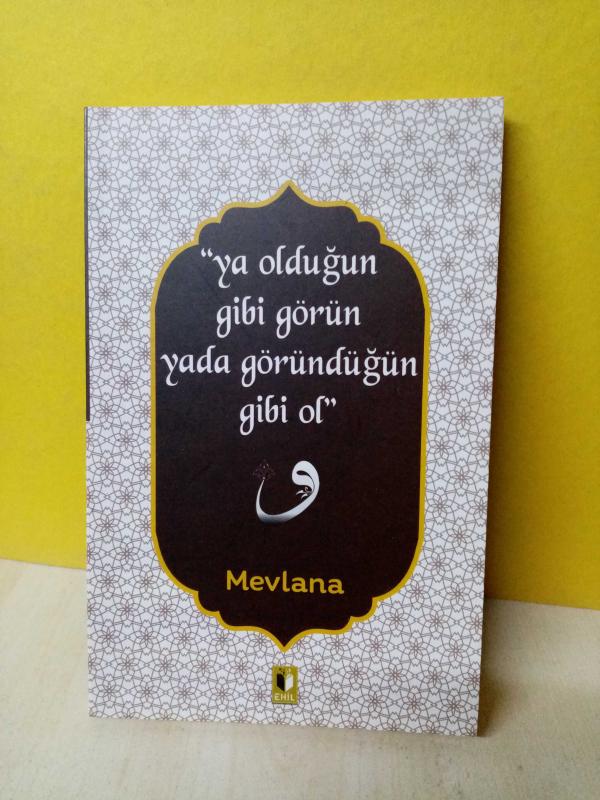 “ya olduğun
gibi görün
yada göründüğün
gibi ol”
و
Mevlana
EHİL